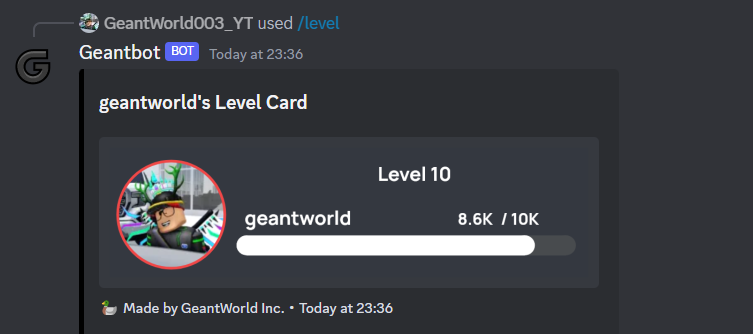 GeantWorld003_YT used /level
Geantbot BOT Today at 23:36
geantworld's Level Card
Level 10
geantworld 8.6K / 10K
Made by GeantWorld Inc. • Today at 23:36